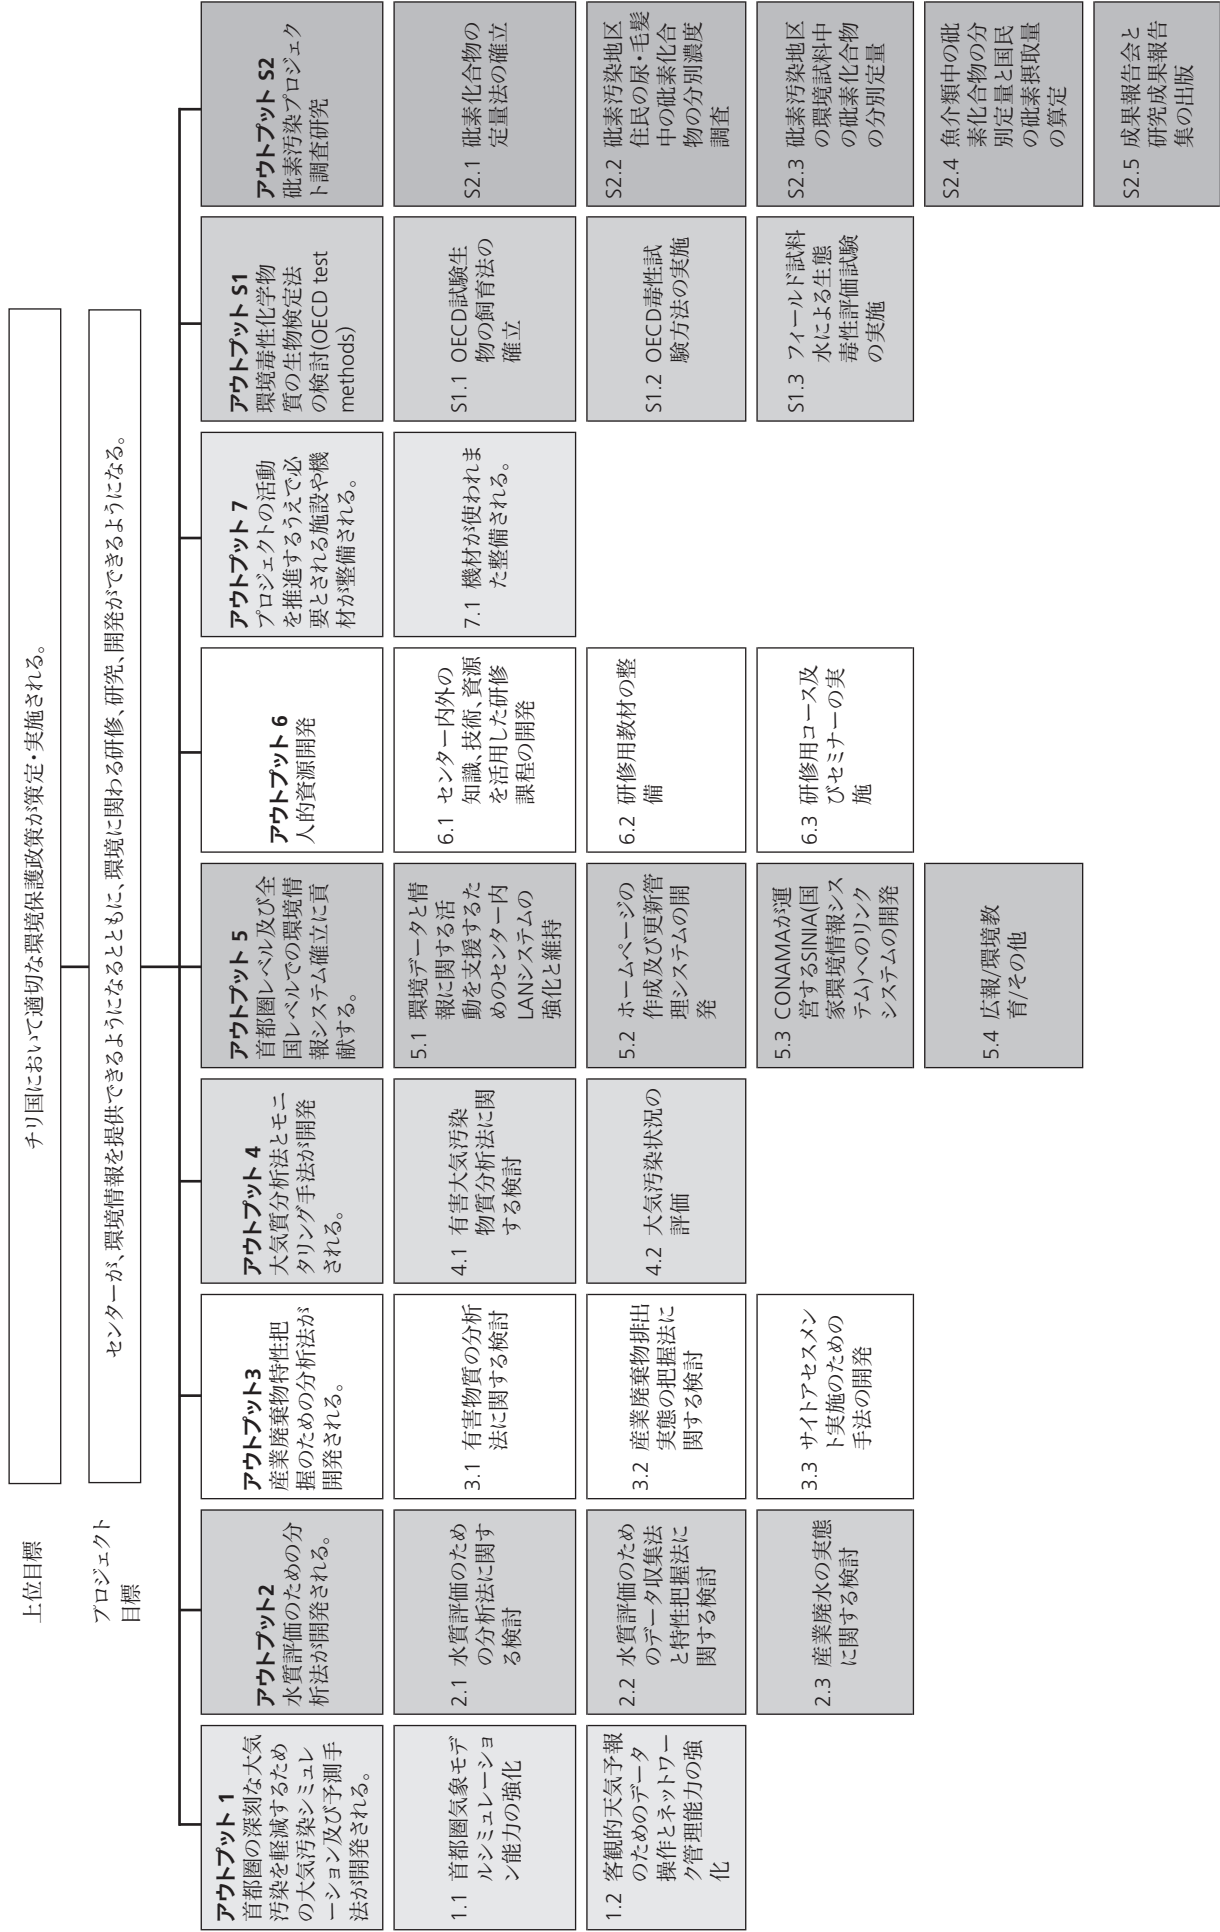 上位目標
チリ国において適切な環境保護政策が策定・実施される。
プロジェクト
目標
センターが、環境情報を提供できるようになるとともに、環境に関わる研修、研究、開発ができるようになる。
アウトプット 1
首都圏の深刻な大気
汚染を軽減するため
の大気汚染シミュレ
ーション及び予測手
法が開発される。
1.1 首都圏気象モデ
ルシミュレーショ
ン能力の強化
1.2 客観的天気予報
のためのデータ
操作とネットワー
ク管理能力の強
化
アウトプット2
水質評価のための分
析法が開発される。
2.1 水質評価のため
の分析法に関す
る検討
2.2 水質評価のため
のデータ収集法
と特性把握法に
関する検討
2.3 産業廃水の実態
に関する検討
アウトプット3
産業廃棄物特性把
握のための分析法が
開発される。
3.1 有害物質の分析
法に関する検討
3.2 産業廃棄物排出
実態の把握法に
関する検討
3.3 サイトアセスメン
ト実施のための
手法の開発
アウトプット 4
大気質分析法とモニ
タリング手法が開発
される。
4.1 有害大気汚染
物質分析法に関
する検討
4.2 大気汚染状況の
評価
アウトプット 5
首都圏レベル及び全
国レベルでの環境情
報システム確立に貢
献する。
5.1 環境データと情
報に関する活
動を支援するた
めのセンター内
LANシステムの
強化と維持
5.2 ホームページの
作成及び更新管
理システムの開
発
5.3 CONAMAが運
営するSINIA(国
家環境情報シス
テム)へのリンク
システムの開発
5.4 広報/環境教
育/その他
アウトプット 6
人的資源開発
6.1 センター内外の
知識、技術、資源
を活用した研修
課程の開発
6.2 研修用教材の整
備
6.3 研修用コース及
びセミナーの実
施
アウトプット 7
プロジェクトの活動
を推進するうえで必
要とされる施設や機
材が整備される。
7.1 機材が使われま
た整備される。
アウトプット S1
環境毒性化学物
質の生物検定法
の検討(OECD test
methods)
S1.1 OECD試験生
物の飼育法の
確立
S1.2 OECD毒性試
験方法の実施
S1.3 フィールド試料
水による生態
毒性評価試験
の実施
アウトプット S2
砒素汚染プロジェク
ト調査研究
S2.1 砒素化合物の
定量法の確立
S2.2 砒素汚染地区
住民の尿・毛髪
中の砒素化合
物の分別濃度
調査
S2.3 砒素汚染地区
の環境試料中
の砒素化合物
の分別定量
S2.4 魚介類中の砒
素化合物の分
別定量と国民
の砒素摂取量
の算定
S2.5 成果報告会と
研究成果報告
集の出版